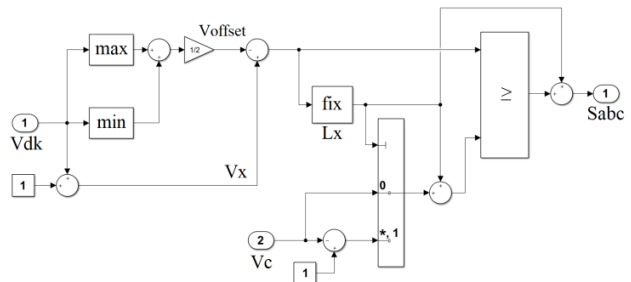 Voffset
max
1/2
min
1
Vdk
1
Vx
fix
Lx
0
*, 1
2
Vc
1
≥
1
Sabc